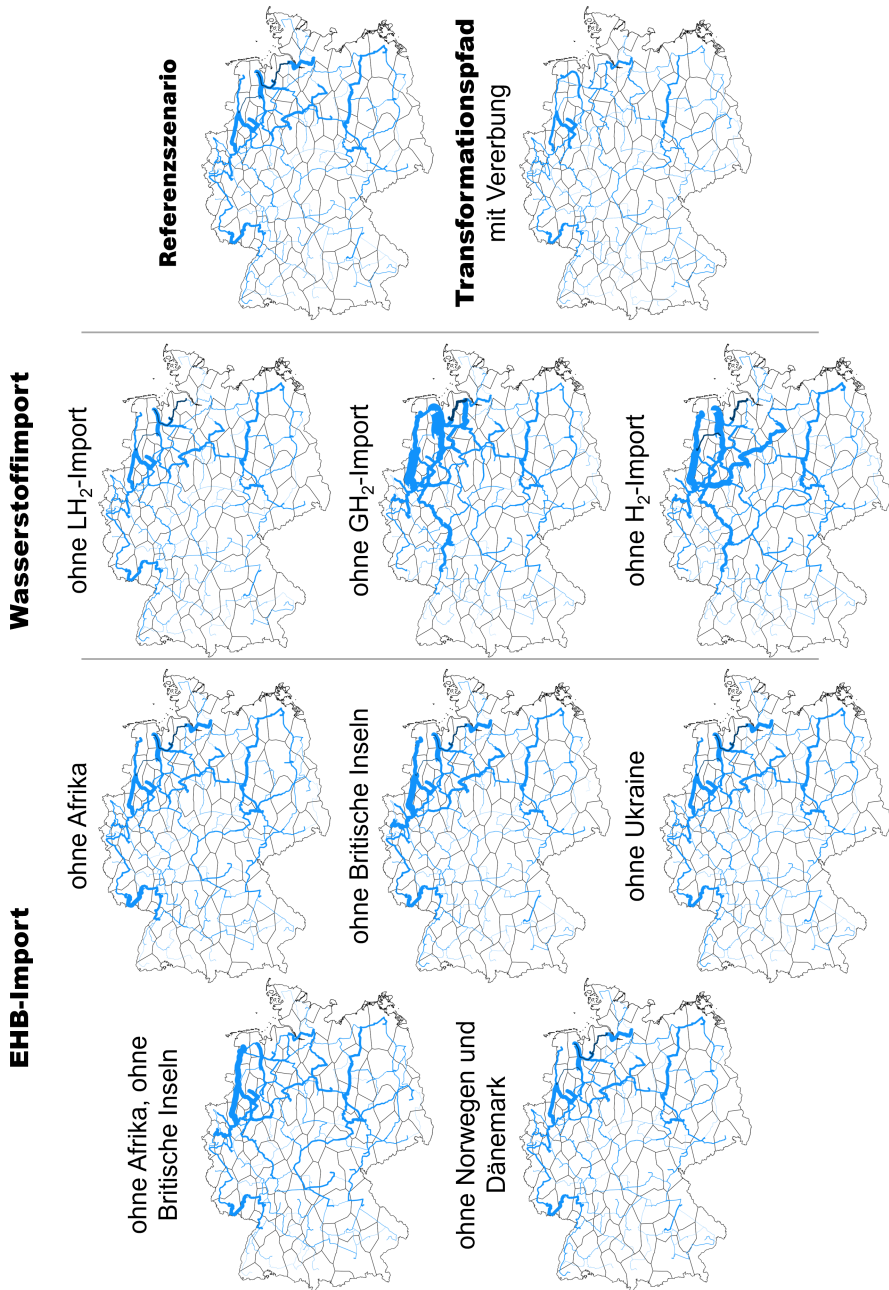 EHB-Import
ohne Afrika, ohne
Britische Inseln
ohne Norwegen und
Dänemark
ohne Afrika
ohne Britische Inseln
ohne Ukraine
Wasserstoffimport
ohne LH₂-Import
ohne GH₂-Import
ohne H₂-Import
Referenzszenario
Transformationspfad
mit Vererbung